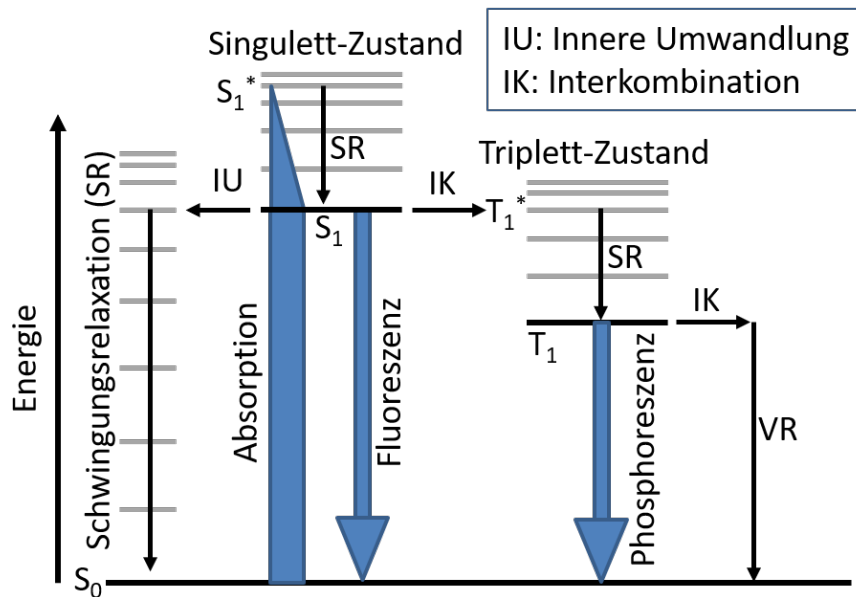 Singulett-Zustand
IU: Innere Umwandlung
IK: Interkombination
S1*
SR
Triplett-Zustand
IU
IK
S1
T1*
SR
IK
T1
Energie
Schwingungsrelaxation (SR)
Absorption
Fluoreszenz
Phosphoreszenz
VR
S0